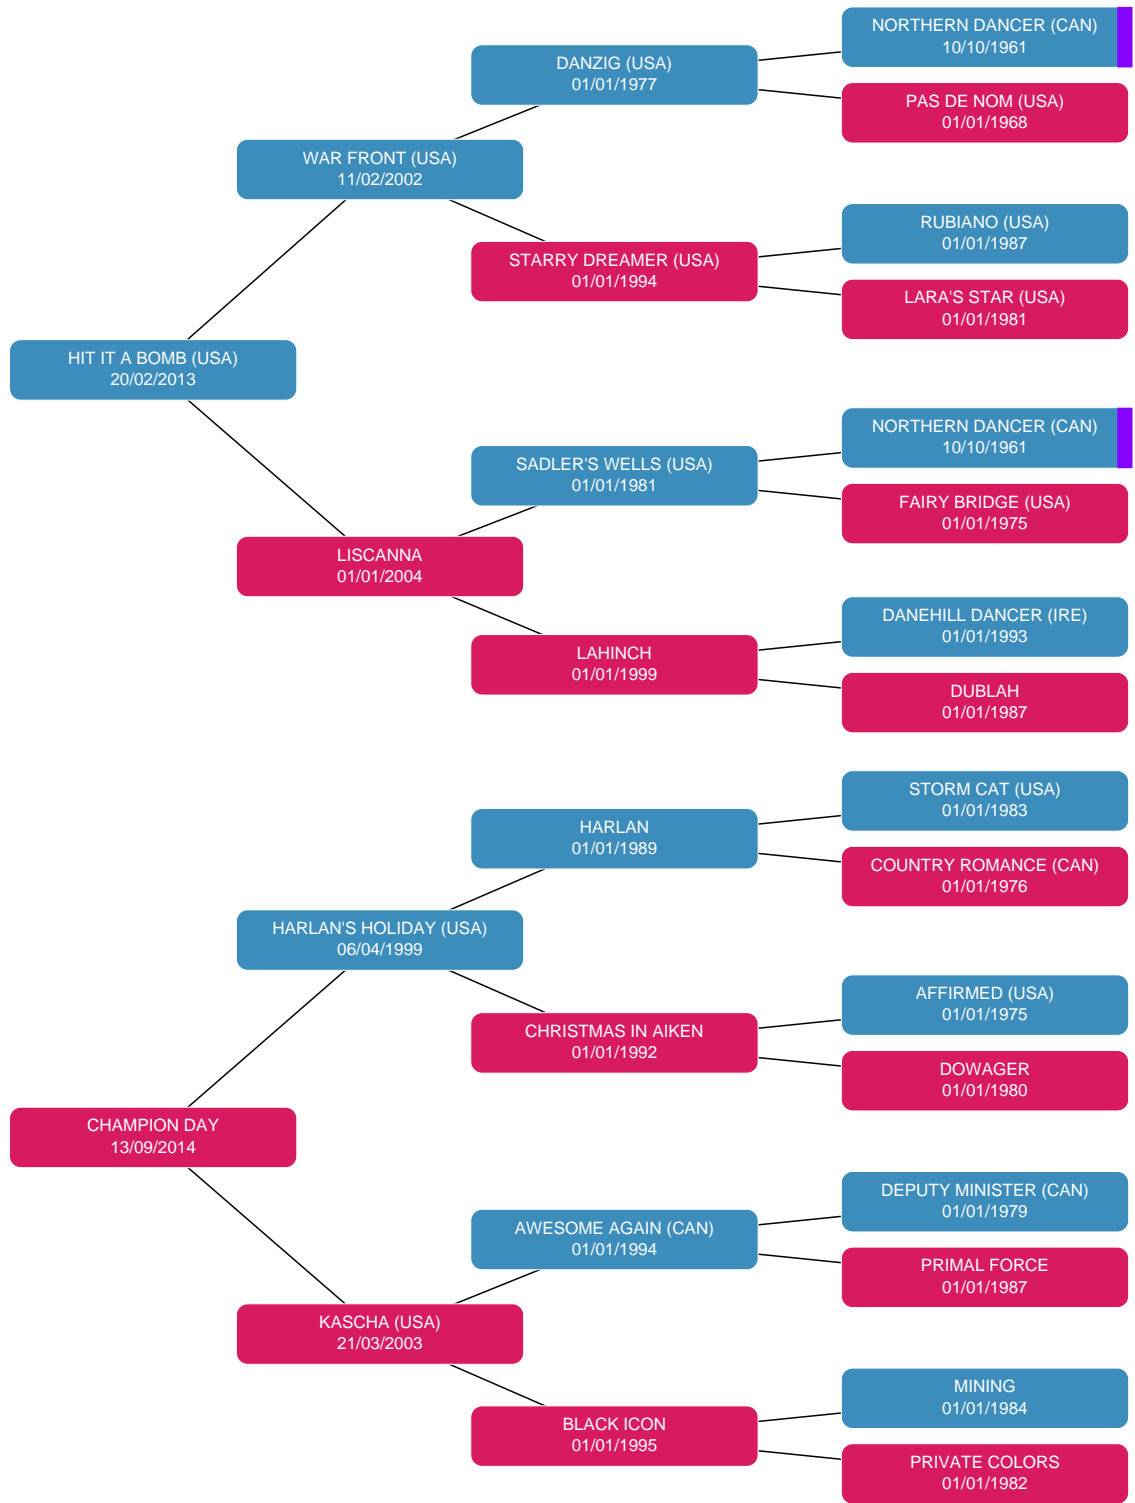 NORTHERN DANCER (CAN)
10/10/1961
DANZIG (USA)
01/01/1977
PAS DE NOM (USA)
01/01/1968
WAR FRONT (USA)
11/02/2002
RUBIANO (USA)
01/01/1987
STARRY DREAMER (USA)
01/01/1994
LARA'S STAR (USA)
01/01/1981
HIT IT A BOMB (USA)
20/02/2013
NORTHERN DANCER (CAN)
10/10/1961
SADLER'S WELLS (USA)
01/01/1981
FAIRY BRIDGE (USA)
01/01/1975
LISCANNA
01/01/2004
DANEHILL DANCER (IRE)
01/01/1993
LAHINCH
01/01/1999
DUBLAH
01/01/1987
STORM CAT (USA)
01/01/1983
HARLAN
01/01/1989
COUNTRY ROMANCE (CAN)
01/01/1976
HARLAN'S HOLIDAY (USA)
06/04/1999
AFFIRMED (USA)
01/01/1975
CHRISTMAS IN AIKEN
01/01/1992
DOWAGER
01/01/1980
CHAMPION DAY
13/09/2014
DEPUTY MINISTER (CAN)
01/01/1979
AWESOME AGAIN (CAN)
01/01/1994
PRIMAL FORCE
01/01/1987
KASCHA (USA)
21/03/2003
MINING
01/01/1984
BLACK ICON
01/01/1995
PRIVATE COLORS
01/01/1982